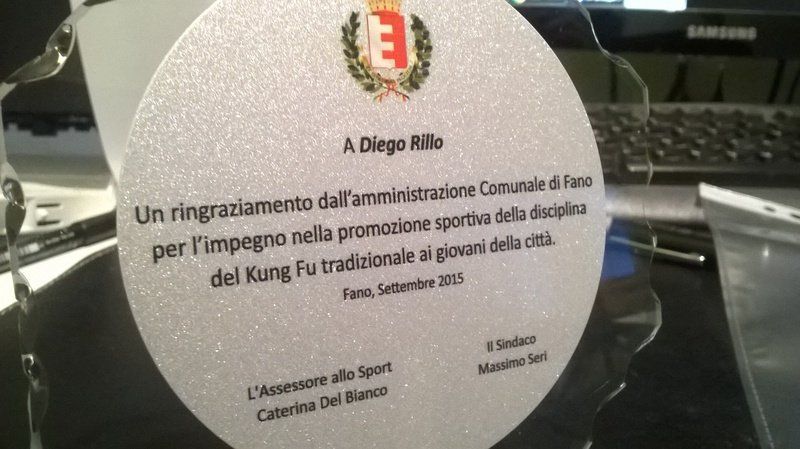 SAMSUNG
A Diego Rillo
Un ringraziamento dall'amministrazione Comunale di Fano
per l'impegno nella promozione sportiva della disciplina
del Kung Fu tradizionale ai giovani della città.
Fano, Settembre 2015
Il Sindaco
Massimo Seri
L'Assessore allo Sport
Caterina Del Bianco